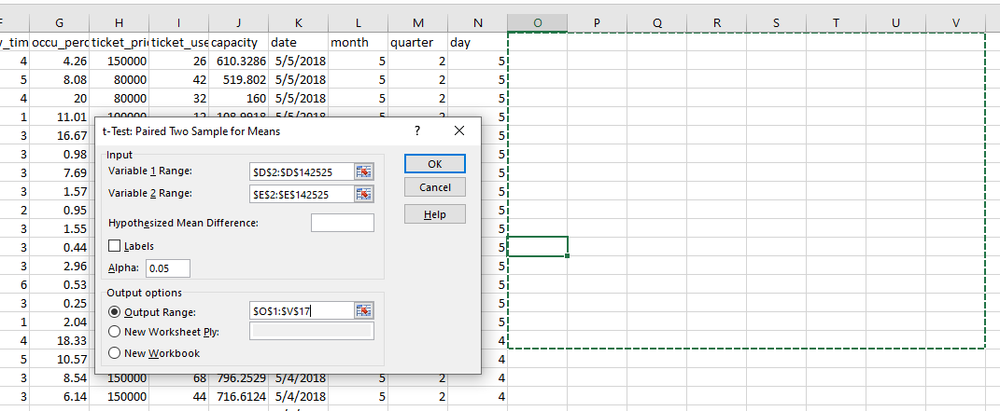 F G H I J K L M N O P Q R S T U V
v_tim occu_perc ticket_pri ticket_use capacity date month quarter day
4 4.26 150000 26 610.3286 5/5/2018 5 2 5
5 8.08 80000 42 519.802 5/5/2018 5 2 5
4 20 80000 32 160 5/5/2018 5 2 5
1 11.01 100000 12 108.9918 5/5/2018 5 2 5
t-Test: Paired Two Sample for Means ? ×
3 16.67 5
Input
3 0.98 5
OK
Variable 1 Range: $D$2:$D$142525
3 7.69 5
Cancel
Variable 2 Range: $E$2:$E$142525
3 1.57 5
2 0.95 5
Help
Hypothesized Mean Difference:
3 1.55 5
Labels
3 0.44 5
3 2.96 5
Alpha: 0.05
6 0.53 5
Output options
3 0.25 5
Output Range: $O$1:$V$17
1 2.04 5
New Worksheet Ply:
4 18.33 4
New Workbook
5 10.57 4
3 8.54 150000 68 796.2529 5/4/2018 5 2 4
3 6.14 150000 44 716.6124 5/4/2018 5 2 4